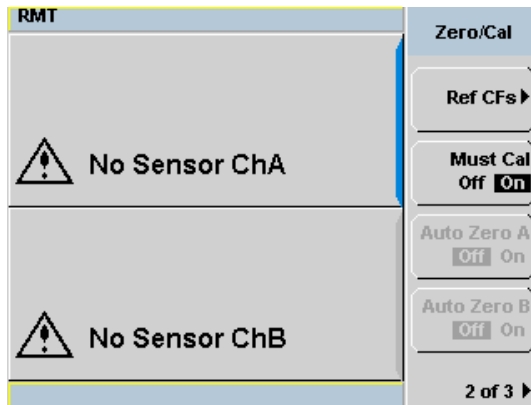 RMT
No Sensor ChA
No Sensor ChB
Zero/Cal
Ref CFs
Must Cal
Off On
Auto Zero A
Off On
Auto Zero B
Off On
2 of 3